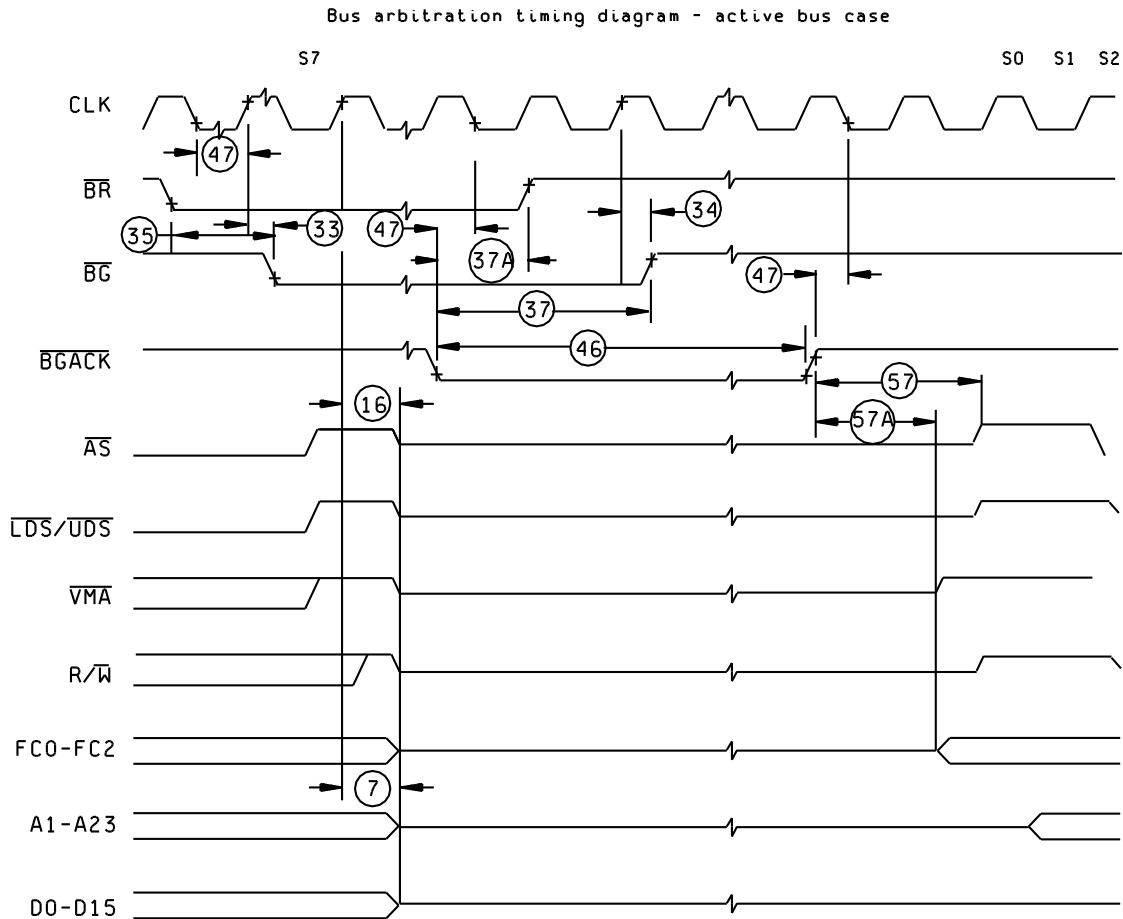 Bus arbitration timing diagram - active bus case
S7 S0 S1 S2
CLK
47
BR
34
35 33 47
37A
BG
47
37
46
BGACK
57
16
57A
AS
LDS/UDS
VMA
R/W
FC0-FC2
7
A1-A23
D0-D15